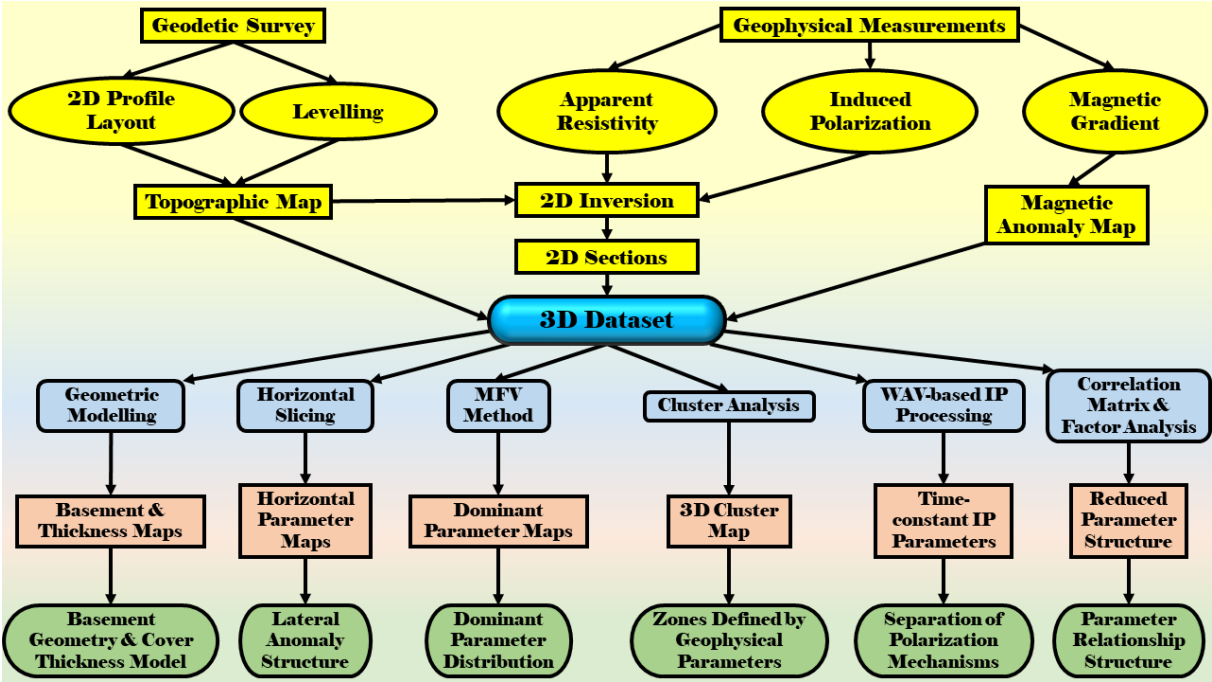 Geodetic Survey
Geophysical Measurements
2D Profile
Layout
Levelling
Apparent
Resistivity
Induced
Polarization
Magnetic
Gradient
Topographic Map
2D Inversion
Magnetic
Anomaly Map
2D Sections
3D Dataset
Geometric
Modelling
Horizontal
Slicing
MFV
Method
Cluster Analysis
WAV-based IP
Processing
Correlation
Matrix &
Factor Analysis
Basement &
Thickness Maps
Horizontal
Parameter
Maps
Dominant
Parameter Maps
3D Cluster
Map
Time-
constant IP
Parameters
Reduced
Parameter
Structure
Basement
Geometry & Cover
Thickness Model
Lateral
Anomaly
Structure
Dominant
Parameter
Distribution
Zones Defined by
Geophysical
Parameters
Separation of
Polarization
Mechanisms
Parameter
Relationship
Structure